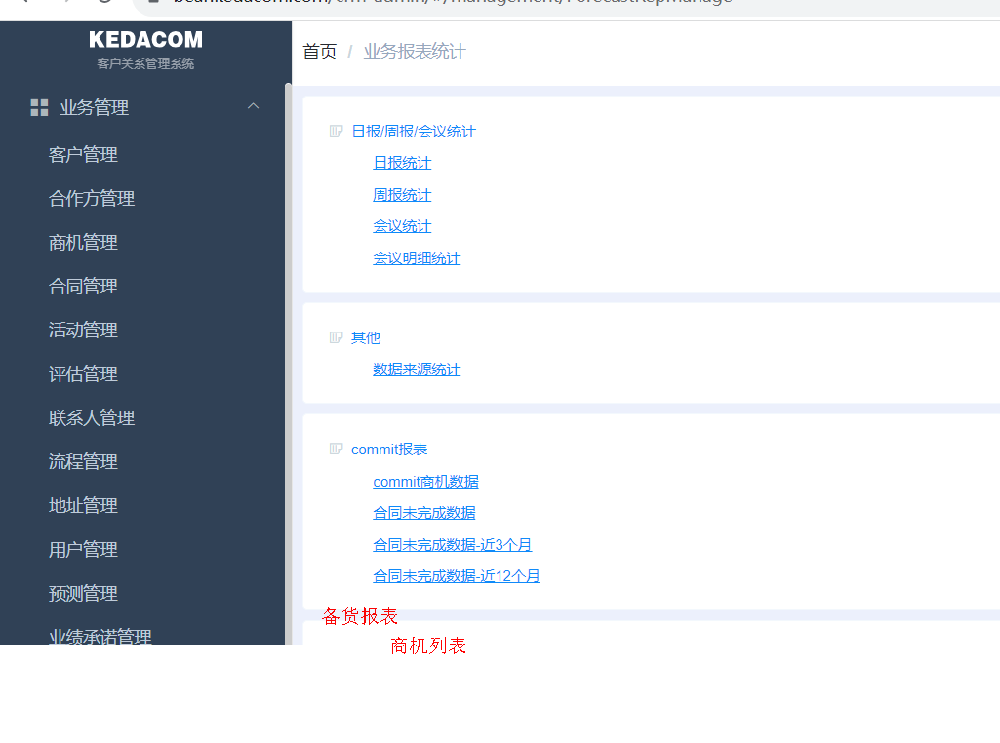 KEDACOM
客户关系管理系统
业务管理
客户管理
合作方管理
商机管理
合同管理
活动管理
评估管理
联系人管理
流程管理
地址管理
用户管理
预测管理
业绩承诺管理
首页 / 业务报表统计
日报/周报/会议统计
日报统计
周报统计
会议统计
会议明细统计
其他
数据来源统计
commit报表
commit商机数据
合同未完成数据
合同未完成数据-近3个月
合同未完成数据-近12个月
备货报表
商机列表